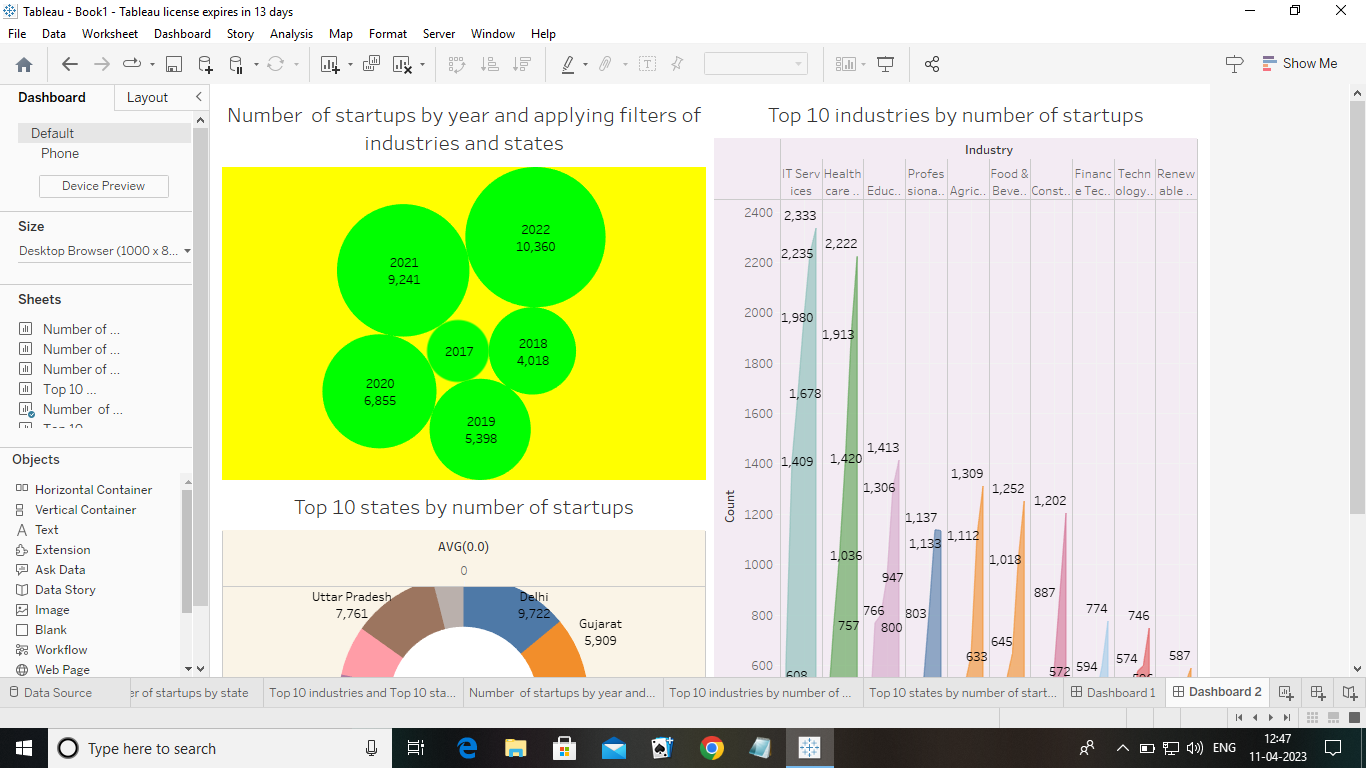 Tableau - Book1 - Tableau license expires in 13 days
File Data Worksheet Dashboard Story Analysis Map Format Server Window Help
Show Me
Dashboard Layout
Default
Phone
Device Preview
Size
Desktop Browser (1000 x 8...
Sheets
Number of ...
Number of ...
Number of ...
Top 10 ...
Number of ...
Top 10
Objects
Horizontal Container
Vertical Container
Text
Extension
Ask Data
Data Story
Image
Blank
Workflow
Web Page
Number of startups by year and applying filters of
industries and states
2022
10,360
2021
9,241
2018
4,018
2017
2020
6,855
2019
5,398
Top 10 states by number of startups
AVG(0.0)
0
Uttar Pradesh
7,761
Delhi
9,722
Gujarat
5,909
Top 10 industries by number of startups
Industry
IT Serv
ices
Health
care ..
Educ..
Profes
siona..
Agric..
Food &
Beve..
Const..
Financ
e Tec..
Techn
ology..
Renew
able ..
Count
2400
2200
2000
1800
1600
1400
1200
1000
800
600
2,333
2,235
1,980
1,678
1,409
608
2,222
1,913
1,420
1,036
757
1,413
1,306
947
766
800
1,137
1,133
803
1,309
1,112
633
1,252
1,018
645
1,202
887
572
774
594
746
574
587
Data Source
er of startups by state
Top 10 industries and Top 10 sta...
Number of startups by year and...
Top 10 industries by number of ...
Top 10 states by number of start...
Dashboard 1
Dashboard 2
Type here to search
ENG
12:47
11-04-2023